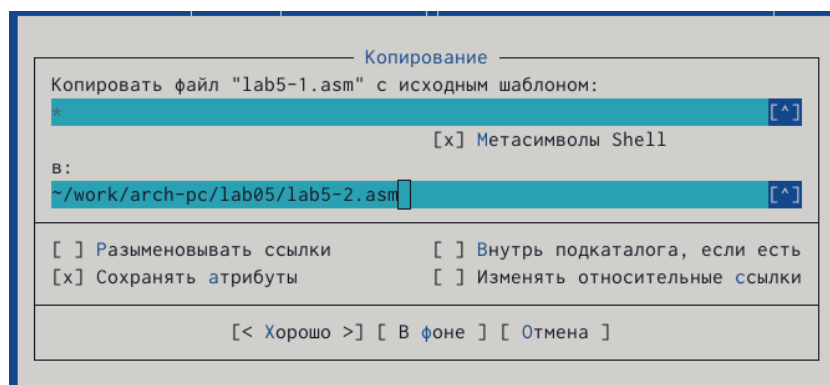 Копирование
Копировать файл "lab5-1.asm" с исходным шаблоном:
* [^]
[x] Метасимволы Shell
в:
~/work/arch-pc/lab05/lab5-2.asm [^]
[ ] Разыменовывать ссылки [ ] Внутрь подкаталога, если есть
[x] Сохранять атрибуты [ ] Изменять относительные ссылки
[< Хорошо >] [ В фоне ] [ Отмена ]